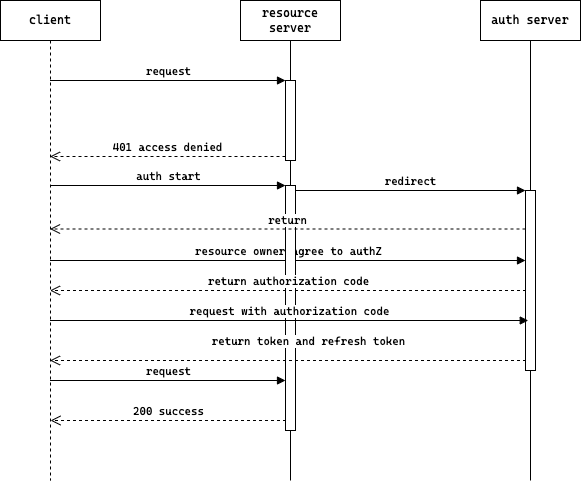 client
resource
server
auth server
request
401 access denied
auth start
redirect
return
resource owner agree to authZ
return authorization code
request with authorization code
return token and refresh token
request
200 success